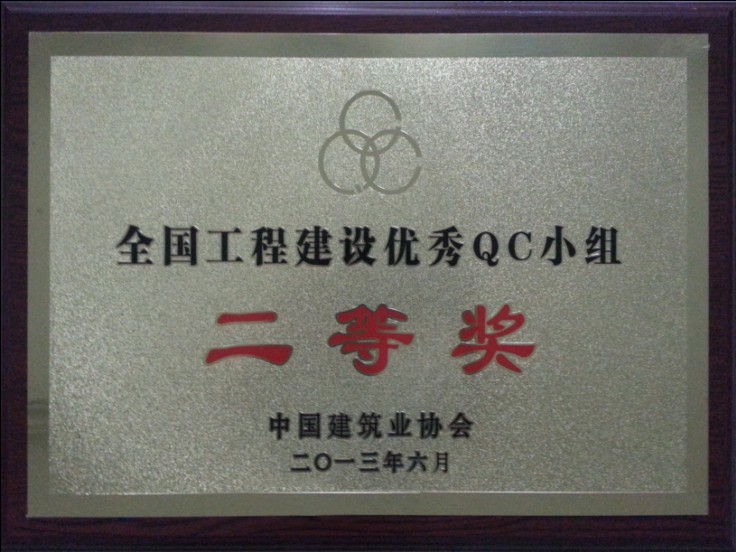 全国工程建设优秀QC小组
二等奖
中国建筑业协会
二〇一三年六月